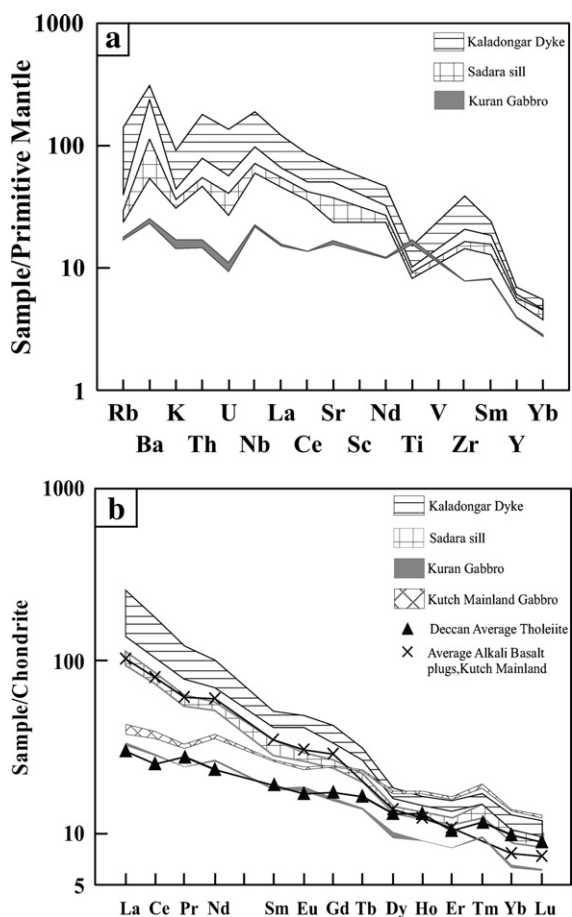 1000
a
Kaladongar Dyke
Sadara sill
Kuran Gabbro
100
10
1
Sample/Primitive Mantle
Rb K U La Sr Nd V Sm Yb
Ba Th Nb Ce Sc Ti Zr Y
1000
b
Kaladongar Dyke
Sadara sill
Kuran Gabbro
Kutch Mainland Gabbro
Deccan Average Tholeiite
Average Alkali Basalt
plugs,Kutch Mainland
100
10
5
Sample/Chondrite
La Ce Pr Nd Sm Eu Gd Tb Dy Ho Er Tm Yb Lu